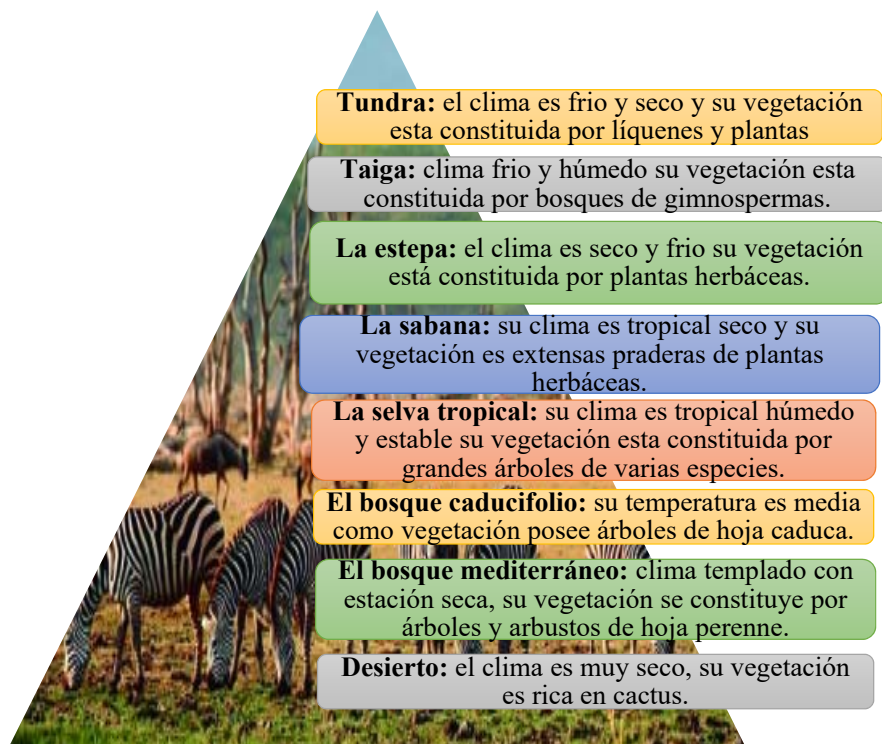 Tundra: el clima es frio y seco y su vegetación
esta constituida por líquenes y plantas
Taiga: clima frio y húmedo su vegetación esta
constituida por bosques de gimnospermas.
La estepa: el clima es seco y frio su vegetación
está constituida por plantas herbáceas.
La sabana: su clima es tropical seco y su
vegetación es extensas praderas de plantas
herbáceas.
La selva tropical: su clima es tropical húmedo
y estable su vegetación esta constituida por
grandes árboles de varias especies.
El bosque caducifolio: su temperatura es media
como vegetación posee árboles de hoja caduca.
El bosque mediterráneo: clima templado con
estación seca, su vegetación se constituye por
árboles y arbustos de hoja perenne.
Desierto: el clima es muy seco, su vegetación
es rica en cactus.